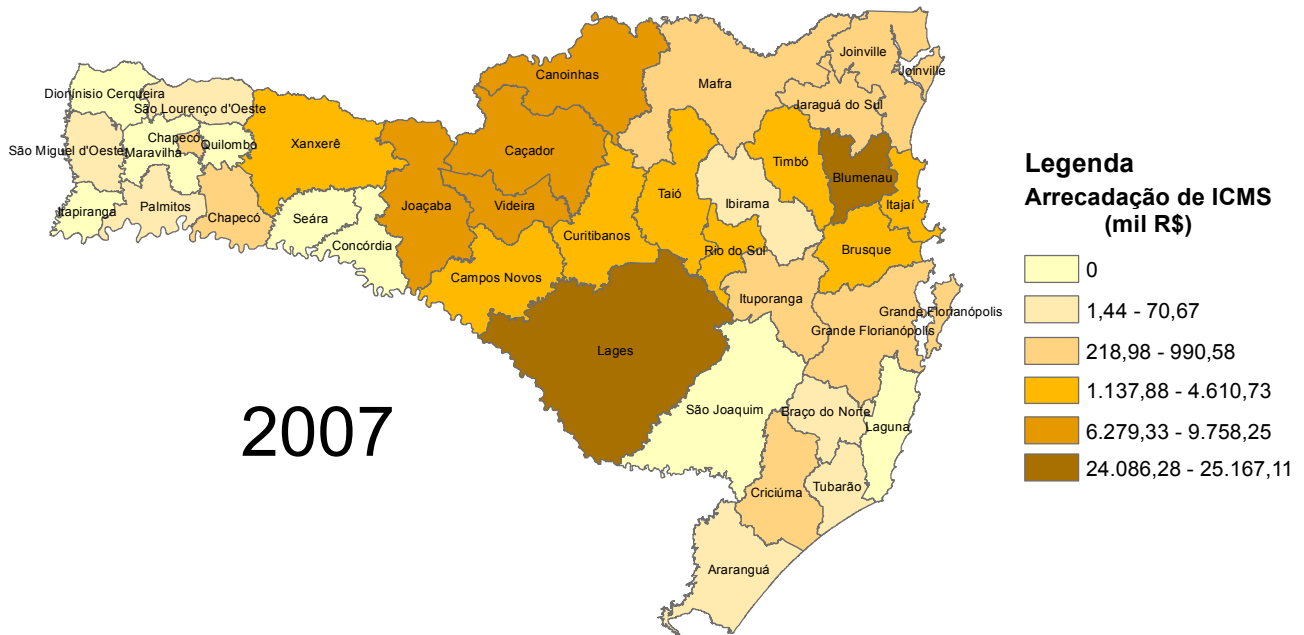 Canoinhas
Joinville
Joinville
Mafra
Dionínisio Cerqueira
São Lourenço d'Oeste
Jaraguá do Sul
Chapecó
Xanxerê
Quilombo
São Miguel d'Oeste
Maravilha
Caçador
Timbó
Blumenau
Taió
Ibirama
Itapiranga
Palmitos
Chapecó
Seára
Joaçaba
Videira
Itajaí
Curitibanos
Concórdia
Rio do Sul
Brusque
Campos Novos
Ituporanga
Grande Florianópolis
Grande Florianópolis
Lages
São Joaquim
Braço do Norte
Laguna
Criciúma
Tubarão
Araranguá
2007
Legenda
Arrecadação de ICMS
(mil R$)
0
1,44 - 70,67
218,98 - 990,58
1.137,88 - 4.610,73
6.279,33 - 9.758,25
24.086,28 - 25.167,11